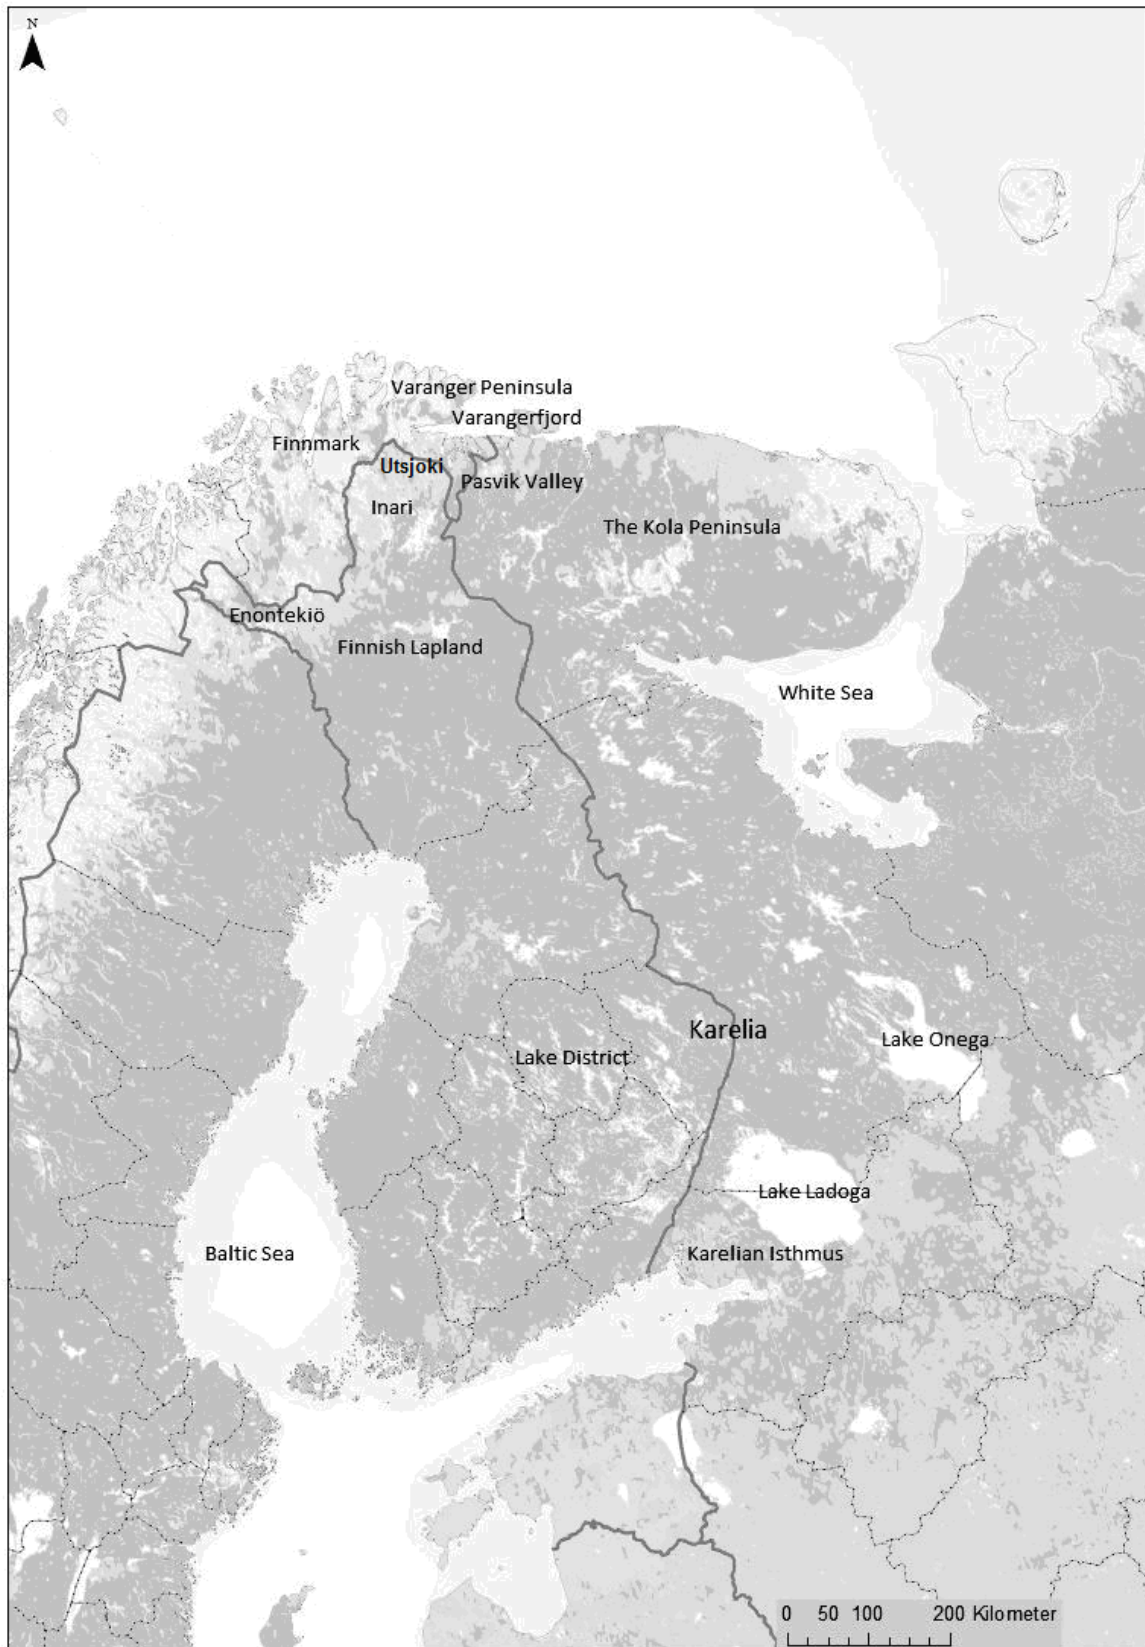 N
Varanger Peninsula
Varangerfjord
Finnmark
Utsjoki
Pasvik Valley
Inari
The Kola Peninsula
Enontekiö
Finnish Lapland
White Sea
Karelia
Lake Onega
Lake District
Lake Ladoga
Baltic Sea
Karelian Isthmus
0 50 100 200 Kilometer